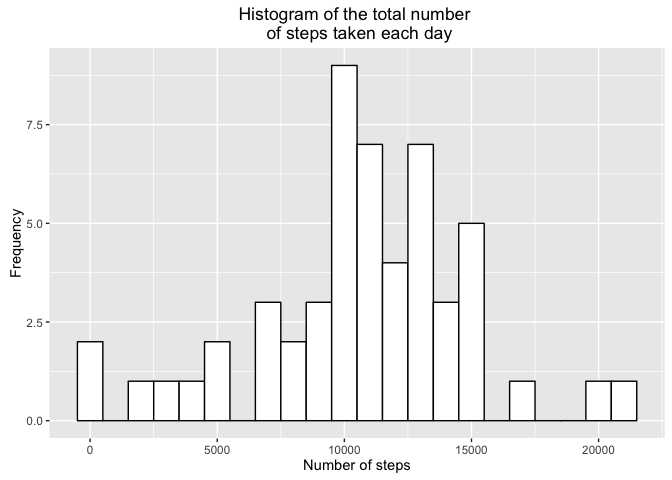 Histogram of the total number
of steps taken each day
Frequency
7.5
5.0
2.5
0.0
0 5000 10000 15000 20000
Number of steps